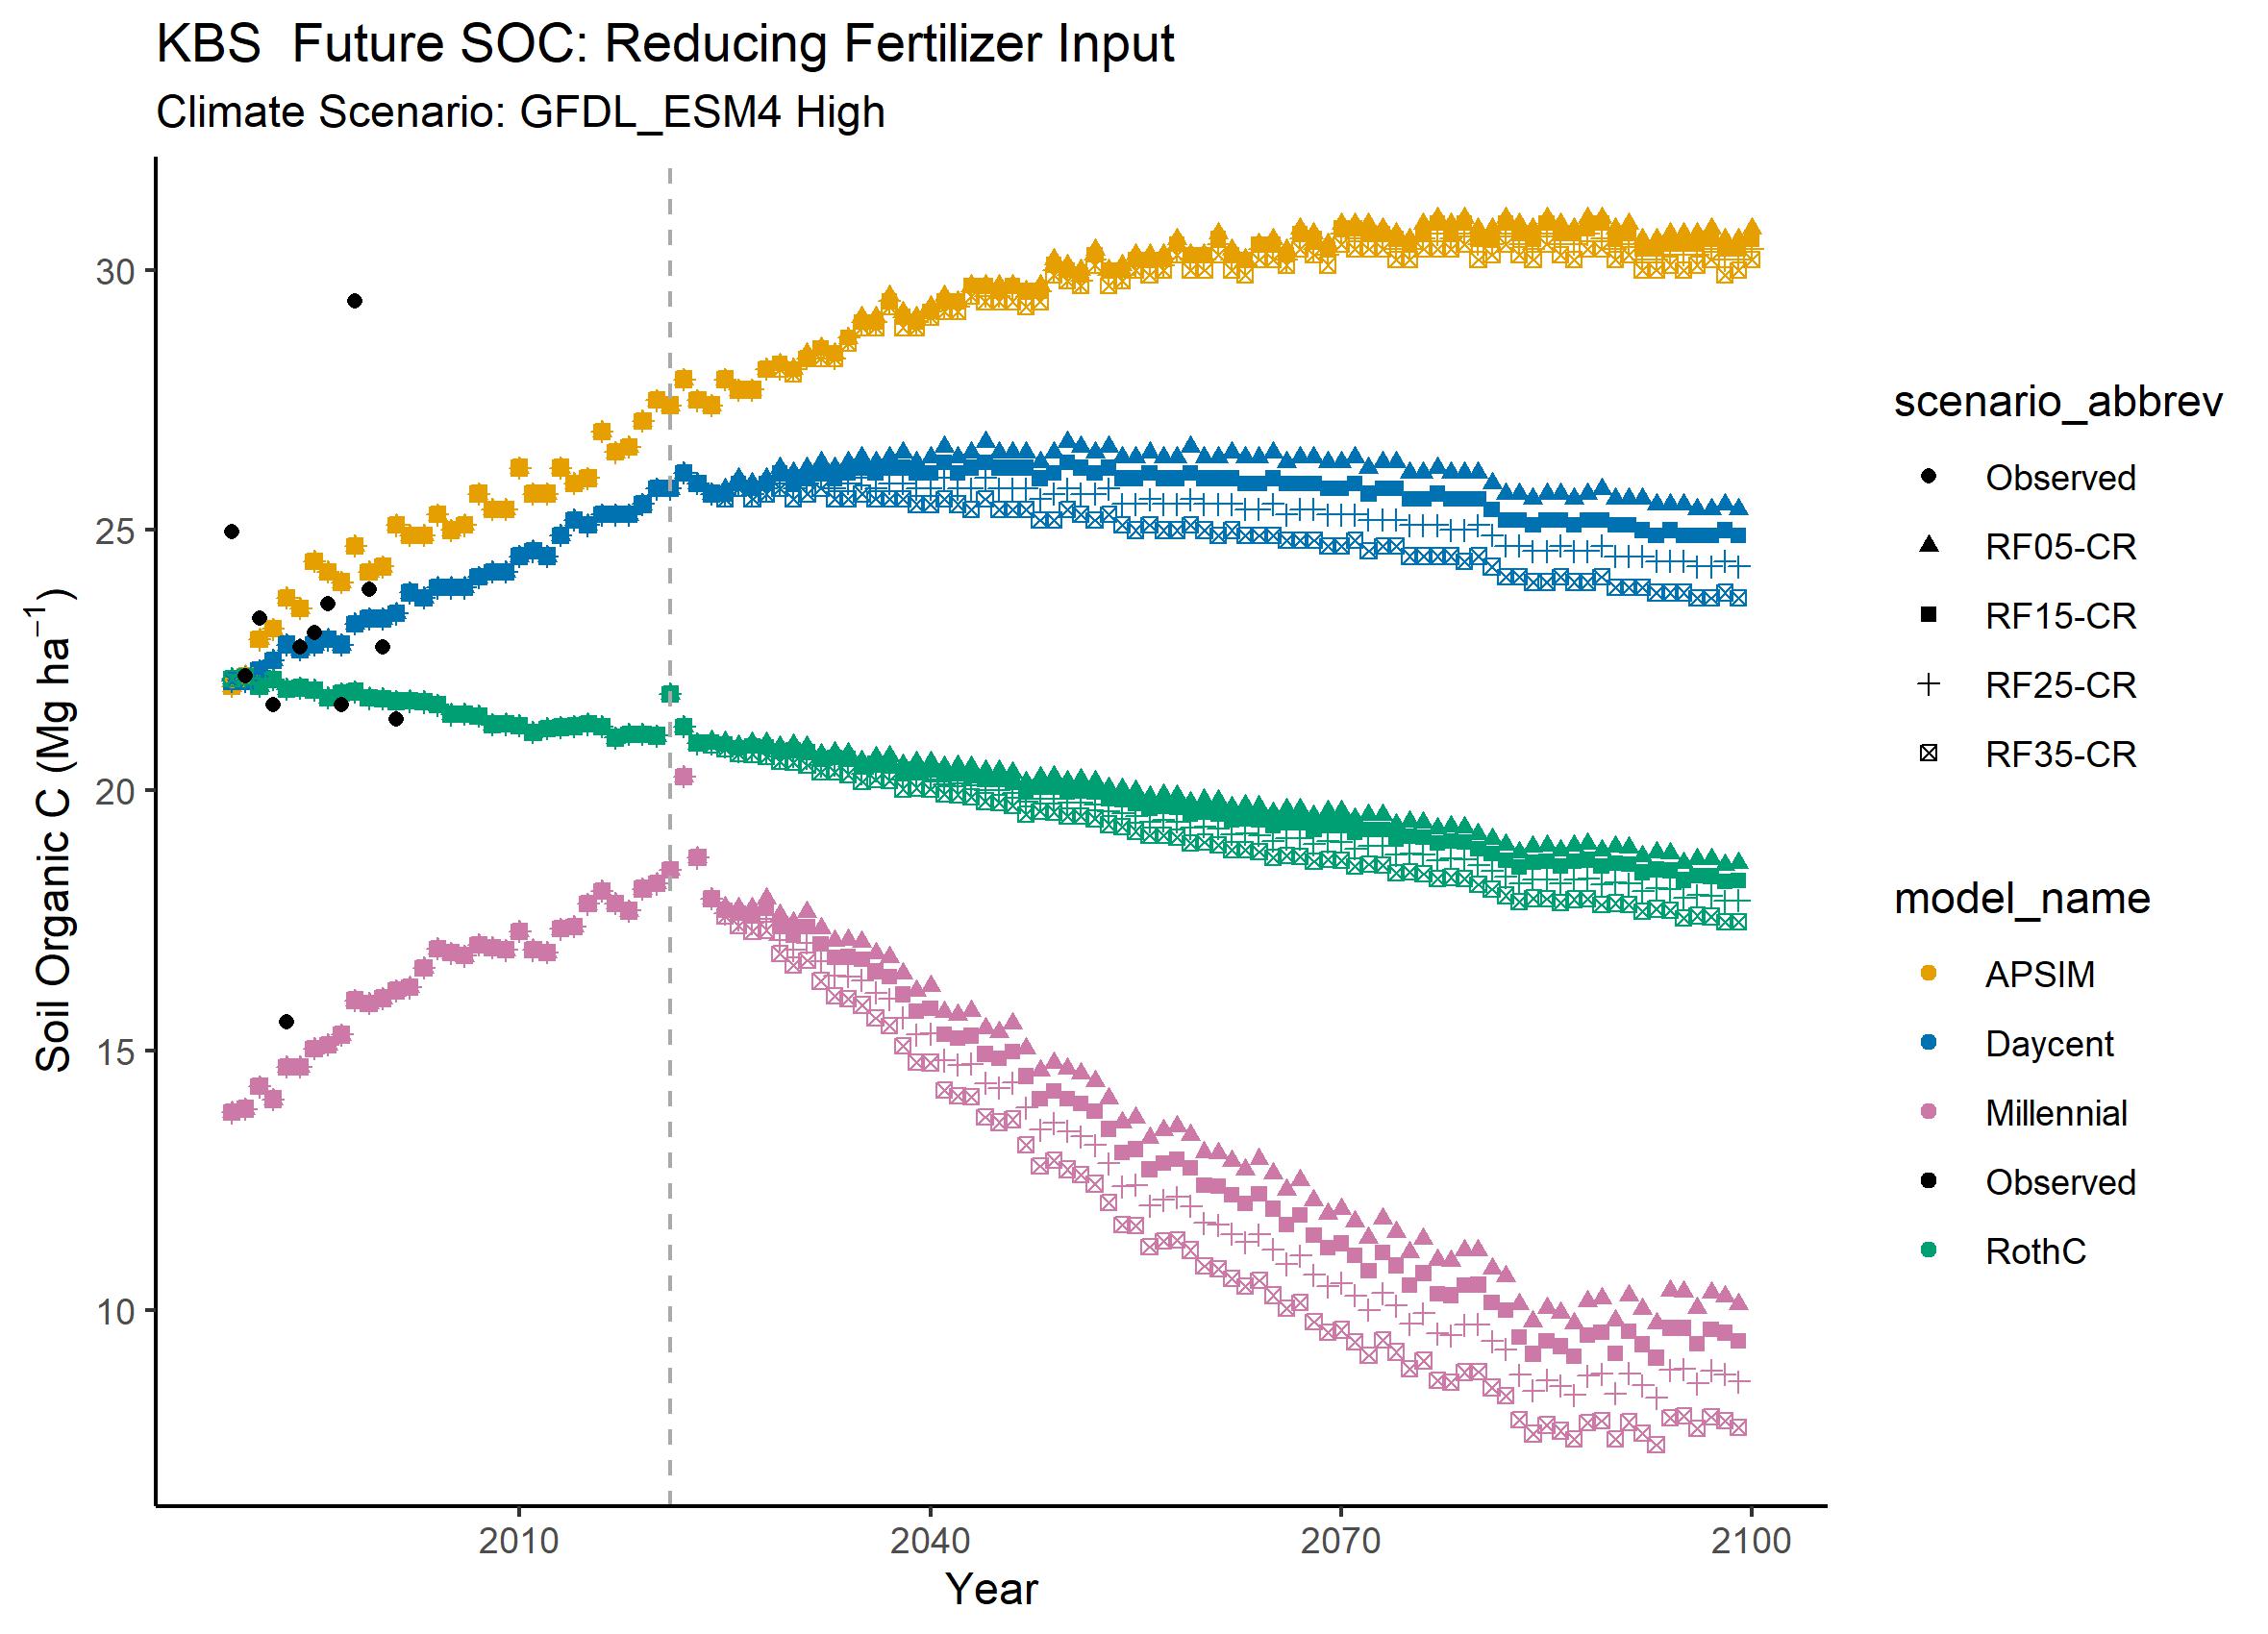 KBS  Future SOC: Reducing Fertilizer Input
Climate Scenario: GFDL_ESM4 High
Soil Organic C (Mg ha⁻¹)
30
25
20
15
10
2010
2040
2070
2100
Year
scenario_abbrev
Observed
RF05-CR
RF15-CR
RF25-CR
RF35-CR
model_name
APSIM
Daycent
Millennial
Observed
RothC